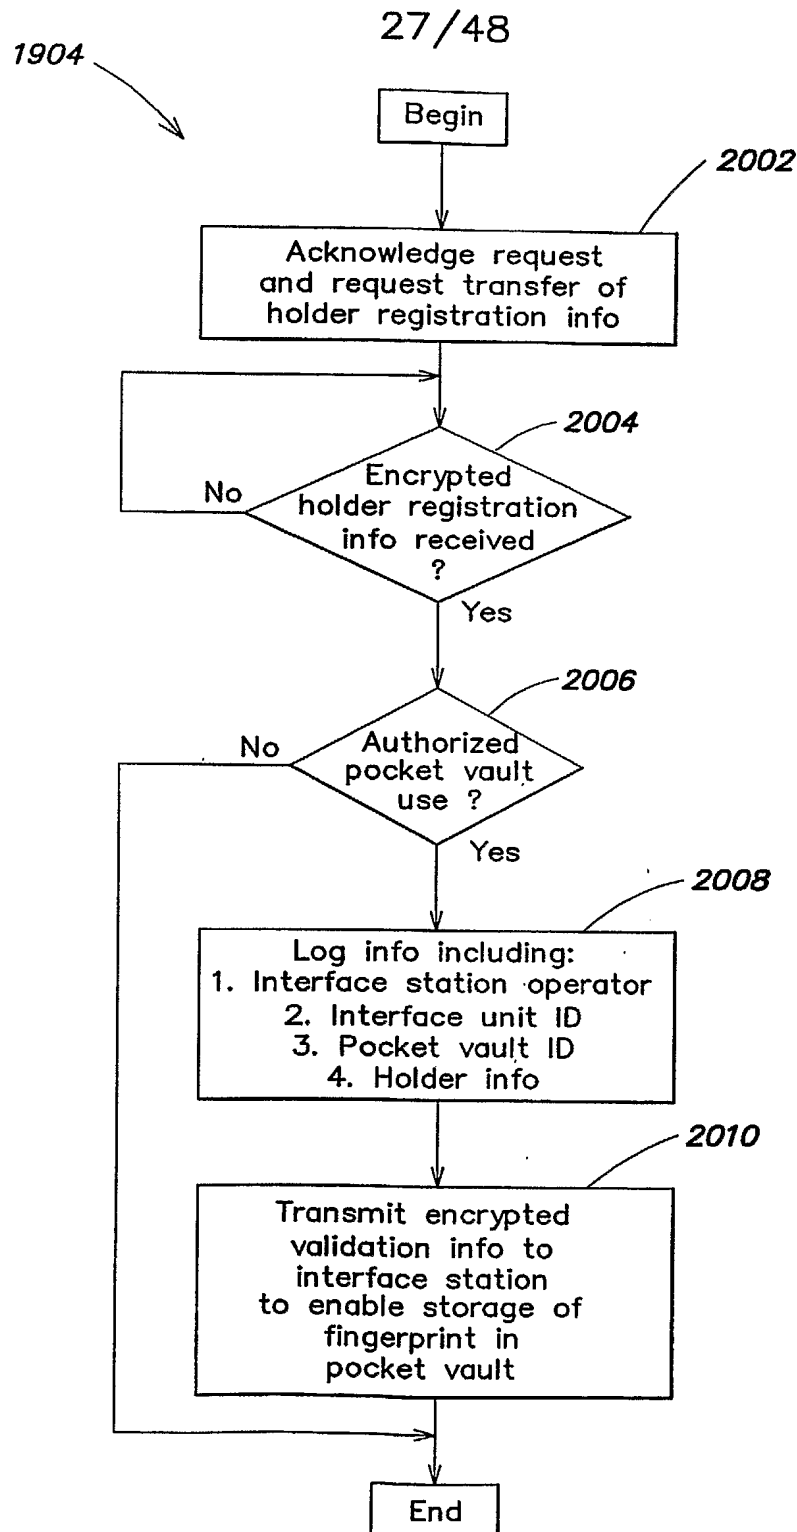 27/48
1904
Begin
2002
Acknowledge request
and request transfer of
holder registration info
2004
Encrypted
holder registration
info received
?
No
Yes
2006
Authorized
pocket vault
use ?
No
Yes
2008
Log info including:
1. Interface station operator
2. Interface unit ID
3. Pocket vault ID
4. Holder info
2010
Transmit encrypted
validation info to
interface station
to enable storage of
fingerprint in
pocket vault
End